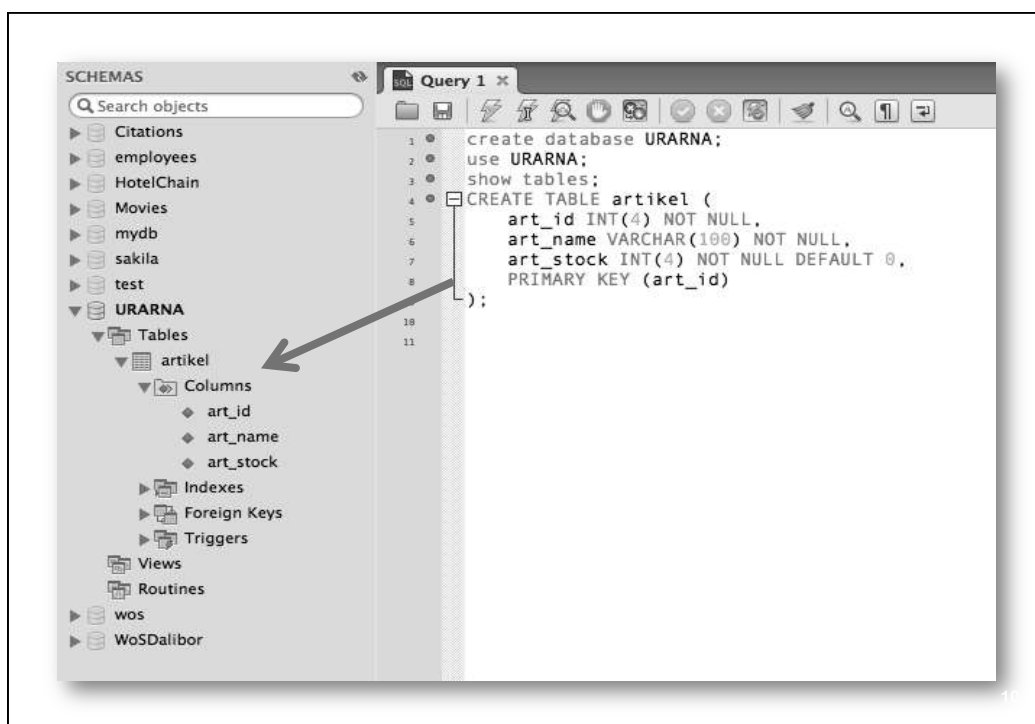 SCHEMAS
Search objects
Citations
employees
HotelChain
Movies
mydb
sakila
test
URARNA
Tables
artikel
Columns
art_id
art_name
art_stock
Indexes
Foreign Keys
Triggers
Views
Routines
wos
WoSDalibor
SQL Query 1
1 create database URARNA;
2 use URARNA;
3 show tables;
4 CREATE TABLE artikel (
5 art_id INT(4) NOT NULL,
6 art_name VARCHAR(100) NOT NULL,
7 art_stock INT(4) NOT NULL DEFAULT 0,
8 PRIMARY KEY (art_id)
);
10
11